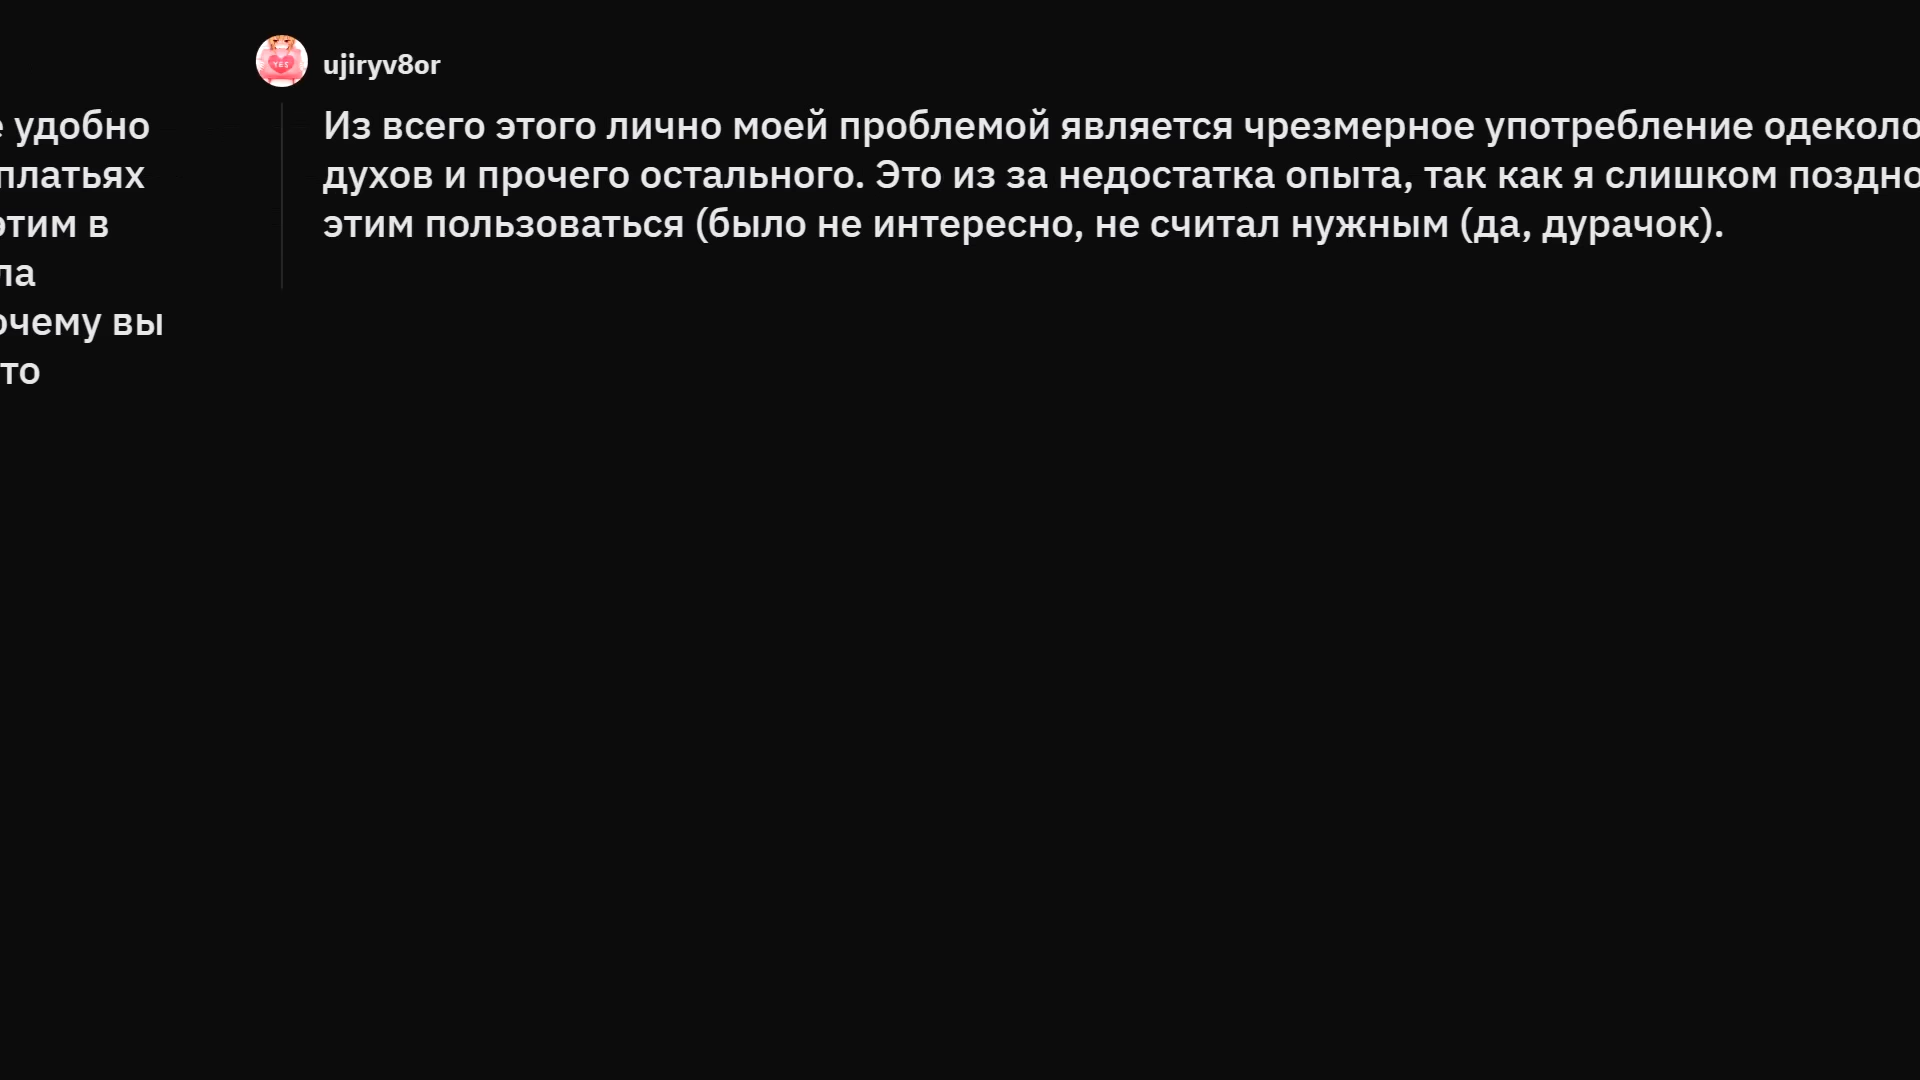 удобно
платьях
этим в
ла
очему вы
то
YES
ujiryv8or
Из всего этого лично моей проблемой является чрезмерное употребление одеколо
духов и прочего остального. Это из за недостатка опыта, так как я слишком поздно
этим пользоваться (было не интересно, не считал нужным (да, дурачок).